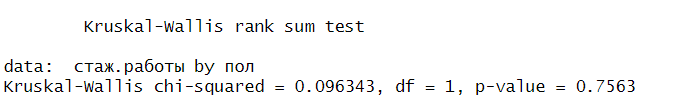 Kruskal-Wallis rank sum test
data:  стаж.работы by пол
Kruskal-Wallis chi-squared = 0.096343, df = 1, p-value = 0.7563